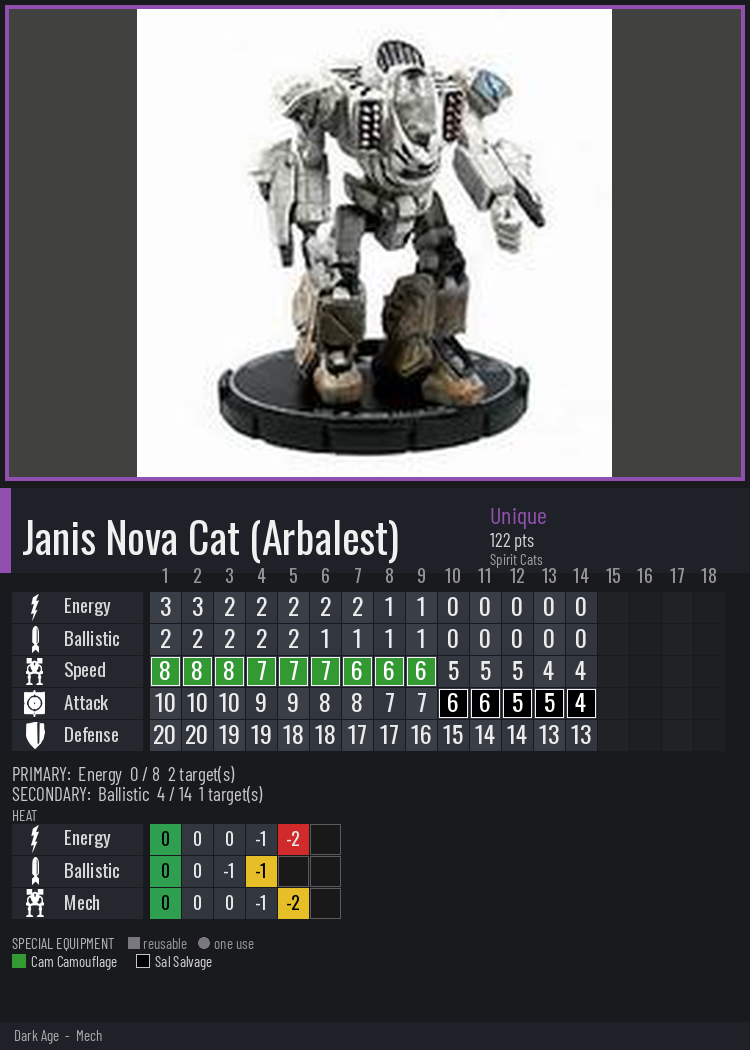 Janis Nova Cat (Arbalest)
Unique
122 pts
Spirit Cats
1 2 3 4 5 6 7 8 9 10 11 12 13 14 15 16 17 18
Energy 3 3 2 2 2 2 2 1 1 0 0 0 0 0
Ballistic 2 2 2 2 2 1 1 1 1 0 0 0 0 0
Speed 8 8 8 7 7 7 6 6 6 5 5 5 4 4
Attack 10 10 10 9 9 8 8 7 7 6 6 5 5 4
Defense 20 20 19 19 18 18 17 17 16 15 14 14 13 13
PRIMARY: Energy 0 / 8 2 target(s)
SECONDARY: Ballistic 4 / 14 1 target(s)
HEAT
Energy 0 0 0 -1 -2
Ballistic 0 0 -1 -1
Mech 0 0 0 -1 -2
SPECIAL EQUIPMENT reusable one use
Cam Camouflage Sal Salvage
Dark Age - Mech